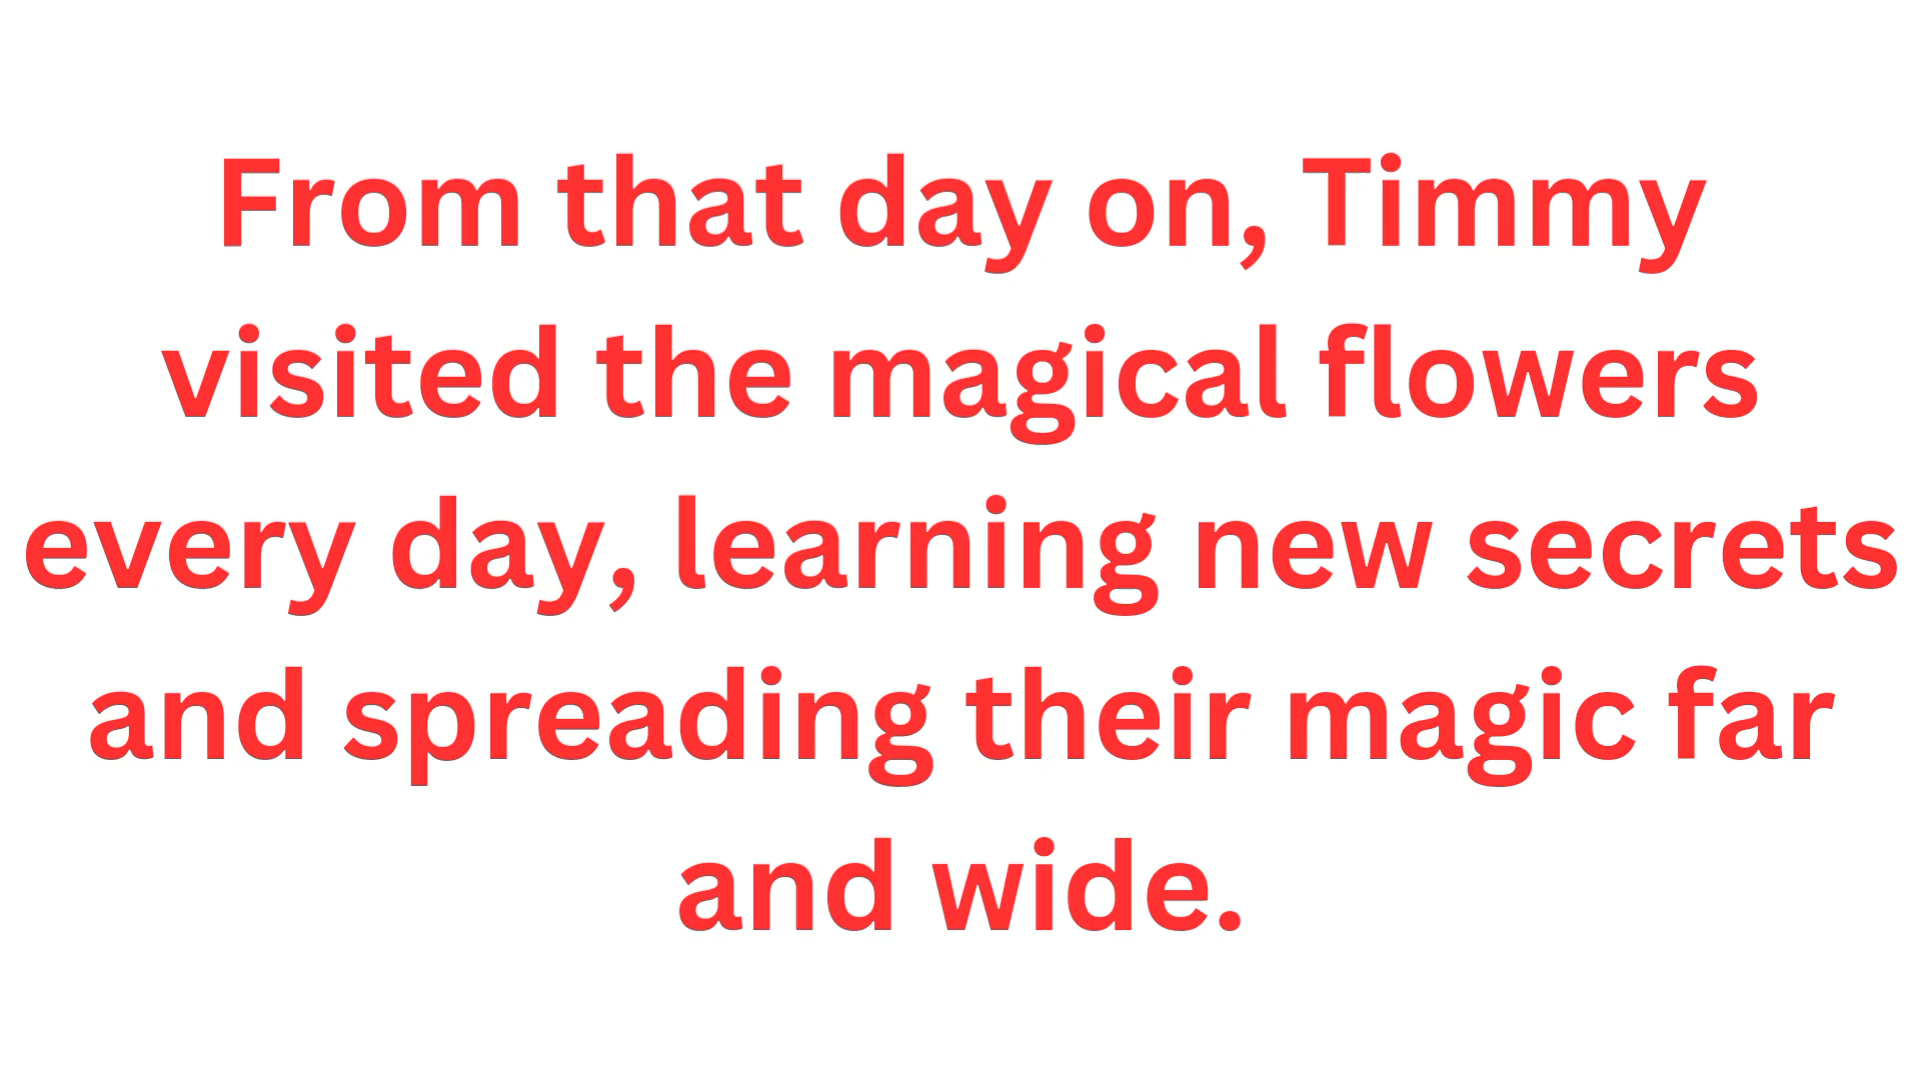 From that day on, Timmy
visited the magical flowers
every day, learning new secrets
and spreading their magic far
and wide.